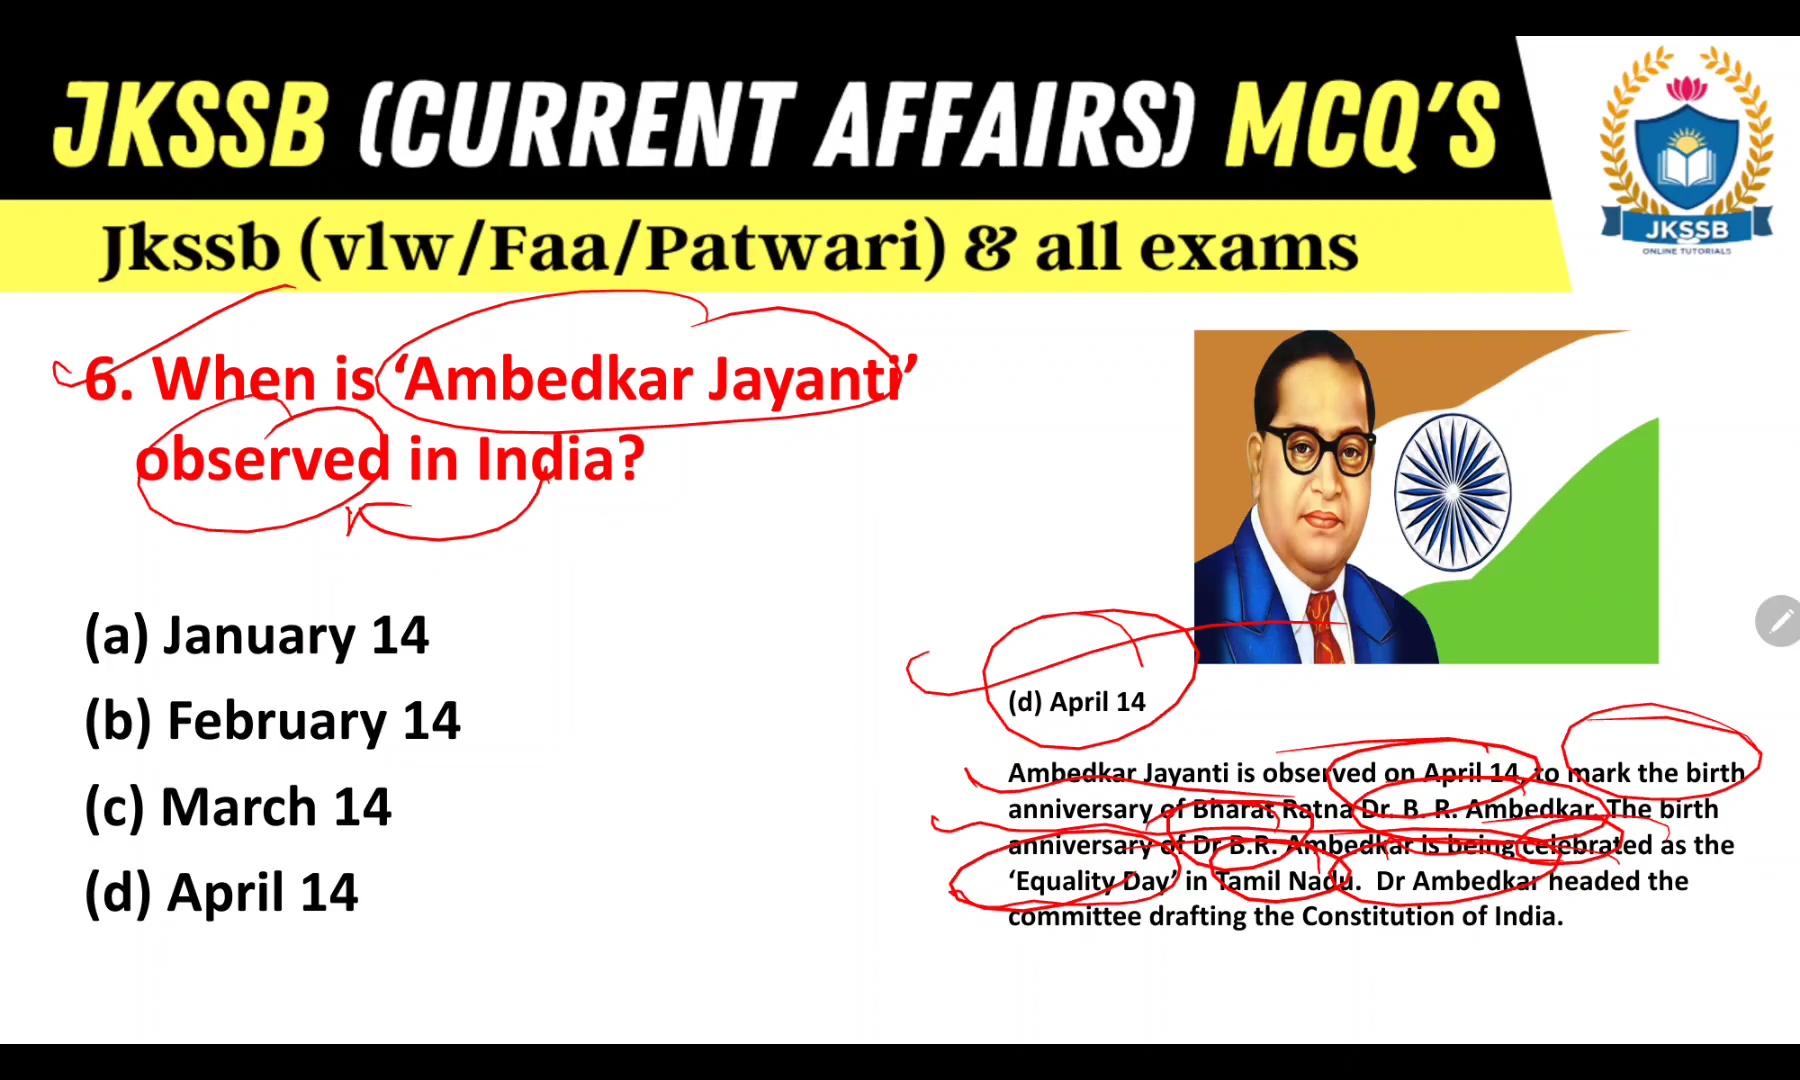 JKSSB (CURRENT AFFAIRS) MCQ'S
Jkssb (vlw/Faa/Patwari) & all exams
JKSSB
ONLINE TUTORIALS
6. When is ‘Ambedkar Jayanti’
observed in India?
(a) January 14
(b) February 14
(c) March 14
(d) April 14
(d) April 14
Ambedkar Jayanti is observed on April 14, to mark the birth
anniversary of Bharat Ratna Dr. B. R. Ambedkar. The birth
anniversary of Dr B.R. Ambedkar is being celebrated as the
‘Equality Day’ in Tamil Nadu. Dr Ambedkar headed the
committee drafting the Constitution of India.